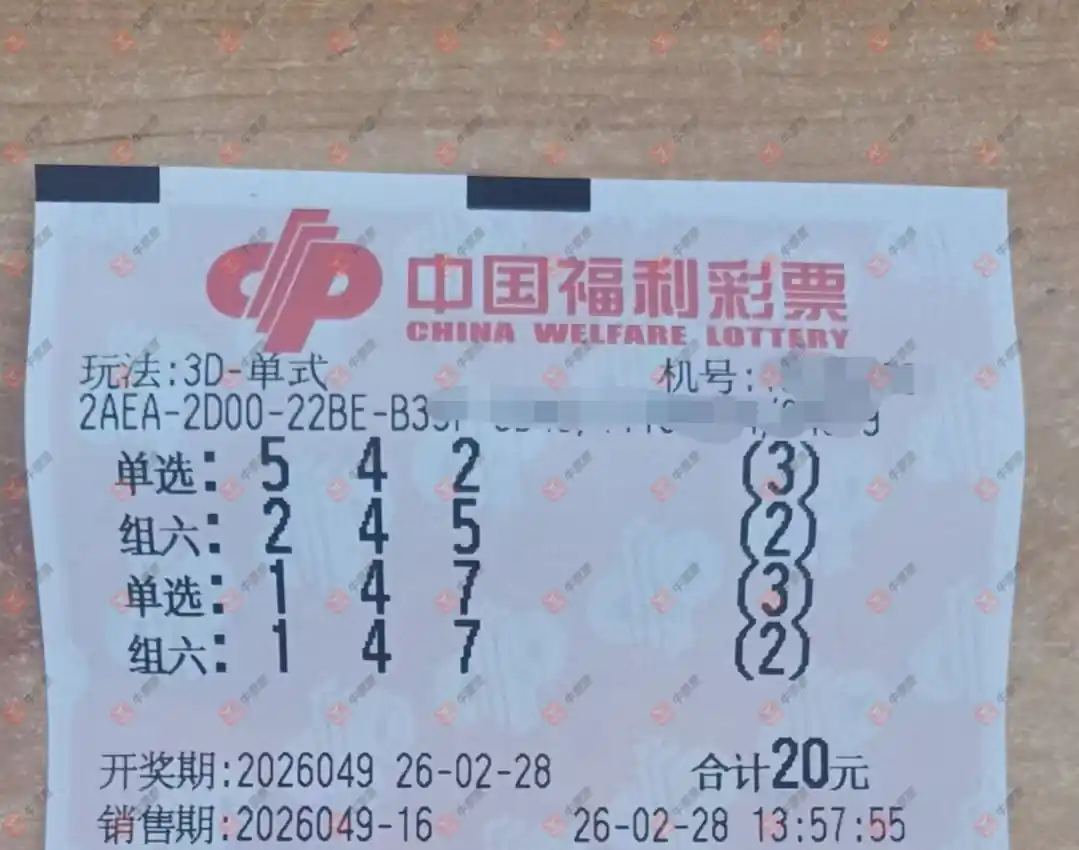 中国福利彩票
CHINA WELFARE LOTTERY
玩法:3D-单式 机号:
2AEA-2D00-22BE-B3
单选: 5 4 2 (3)
组六: 2 4 5 (2)
单选: 1 4 7 (3)
组六: 1 4 7 (2)
开奖期:2026049 26-02-28 合计20元
销售期:2026049-16 26-02-28 13:57:55